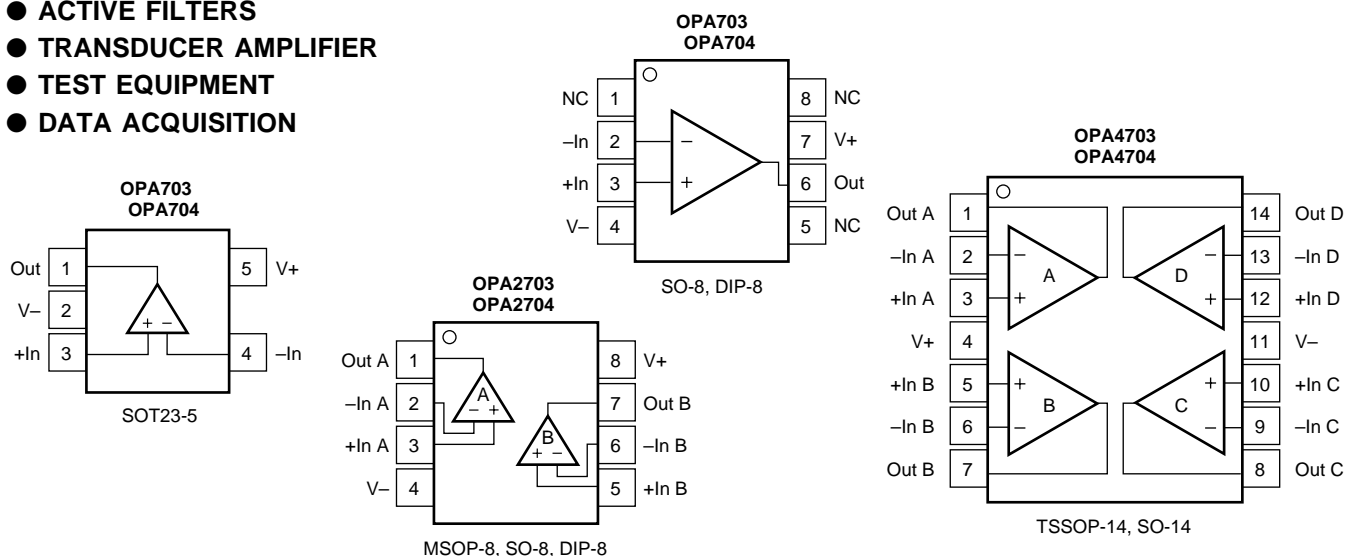 ● ACTIVE FILTERS
● TRANSDUCER AMPLIFIER
● TEST EQUIPMENT
● DATA ACQUISITION
OPA703
OPA704
Out 1
V– 2
+In 3
5 V+
4 –In
+ –
SOT23-5
OPA2703
OPA2704
Out A 1
–In A 2
+In A 3
V– 4
8 V+
7 Out B
6 –In B
5 +In B
A
– +
B
+ –
MSOP-8, SO-8, DIP-8
OPA703
OPA704
NC 1
–In 2
+In 3
V– 4
8 NC
7 V+
6 Out
5 NC
–
+
SO-8, DIP-8
OPA4703
OPA4704
Out A 1
–In A 2
+In A 3
V+ 4
+In B 5
–In B 6
Out B 7
14 Out D
13 –In D
12 +In D
11 V–
10 +In C
9 –In C
8 Out C
–
A
+
–
D
+
+
B
–
+
C
–
TSSOP-14, SO-14